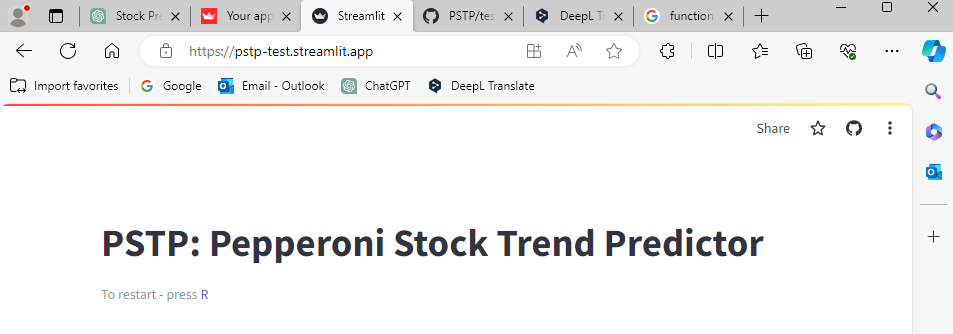 Stock Pre
Your app
Streamlit
PSTP/tes
DeepL Tr
function
https://pstp-test.streamlit.app
Import favorites
Google
Email - Outlook
ChatGPT
DeepL Translate
Share
PSTP: Pepperoni Stock Trend Predictor
To restart - press R